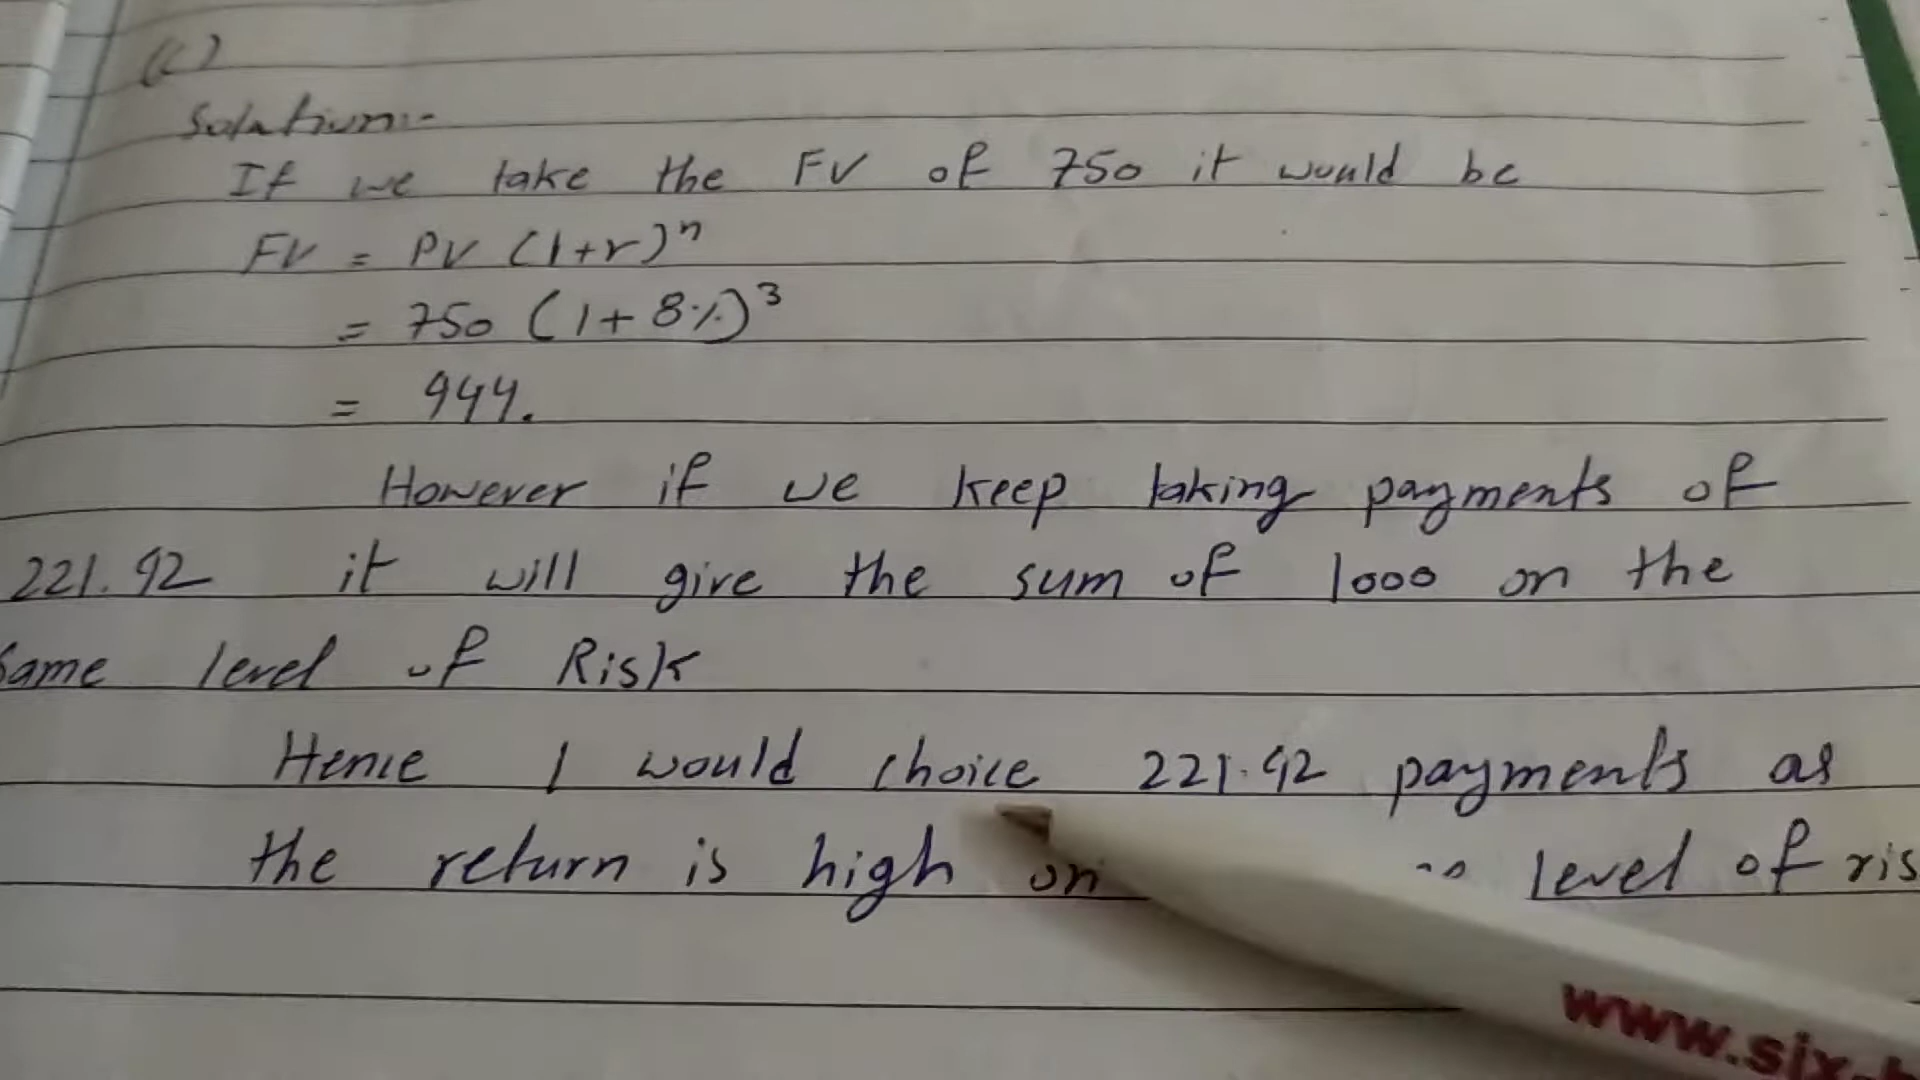 (c)
Solution:-
If we take the FV of 750 it would be
FV = PV (1+r)ⁿ
= 750 (1+8%)³
= 944.
However if we keep taking payments of
221.92 it will give the sum of 1000 on the
Same level of Risk
Hence I would choice 221.92 payments as
the return is high on level of ris
www.six-